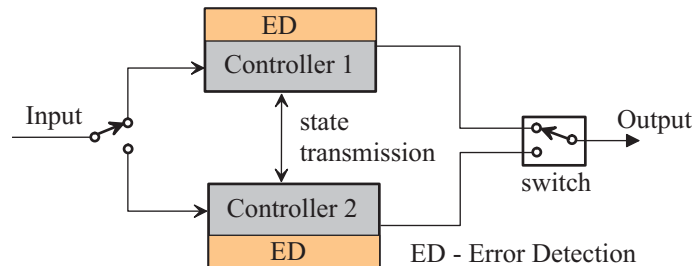 ED
Controller 1
Input
state
transmission
Output
switch
Controller 2
ED
ED - Error Detection